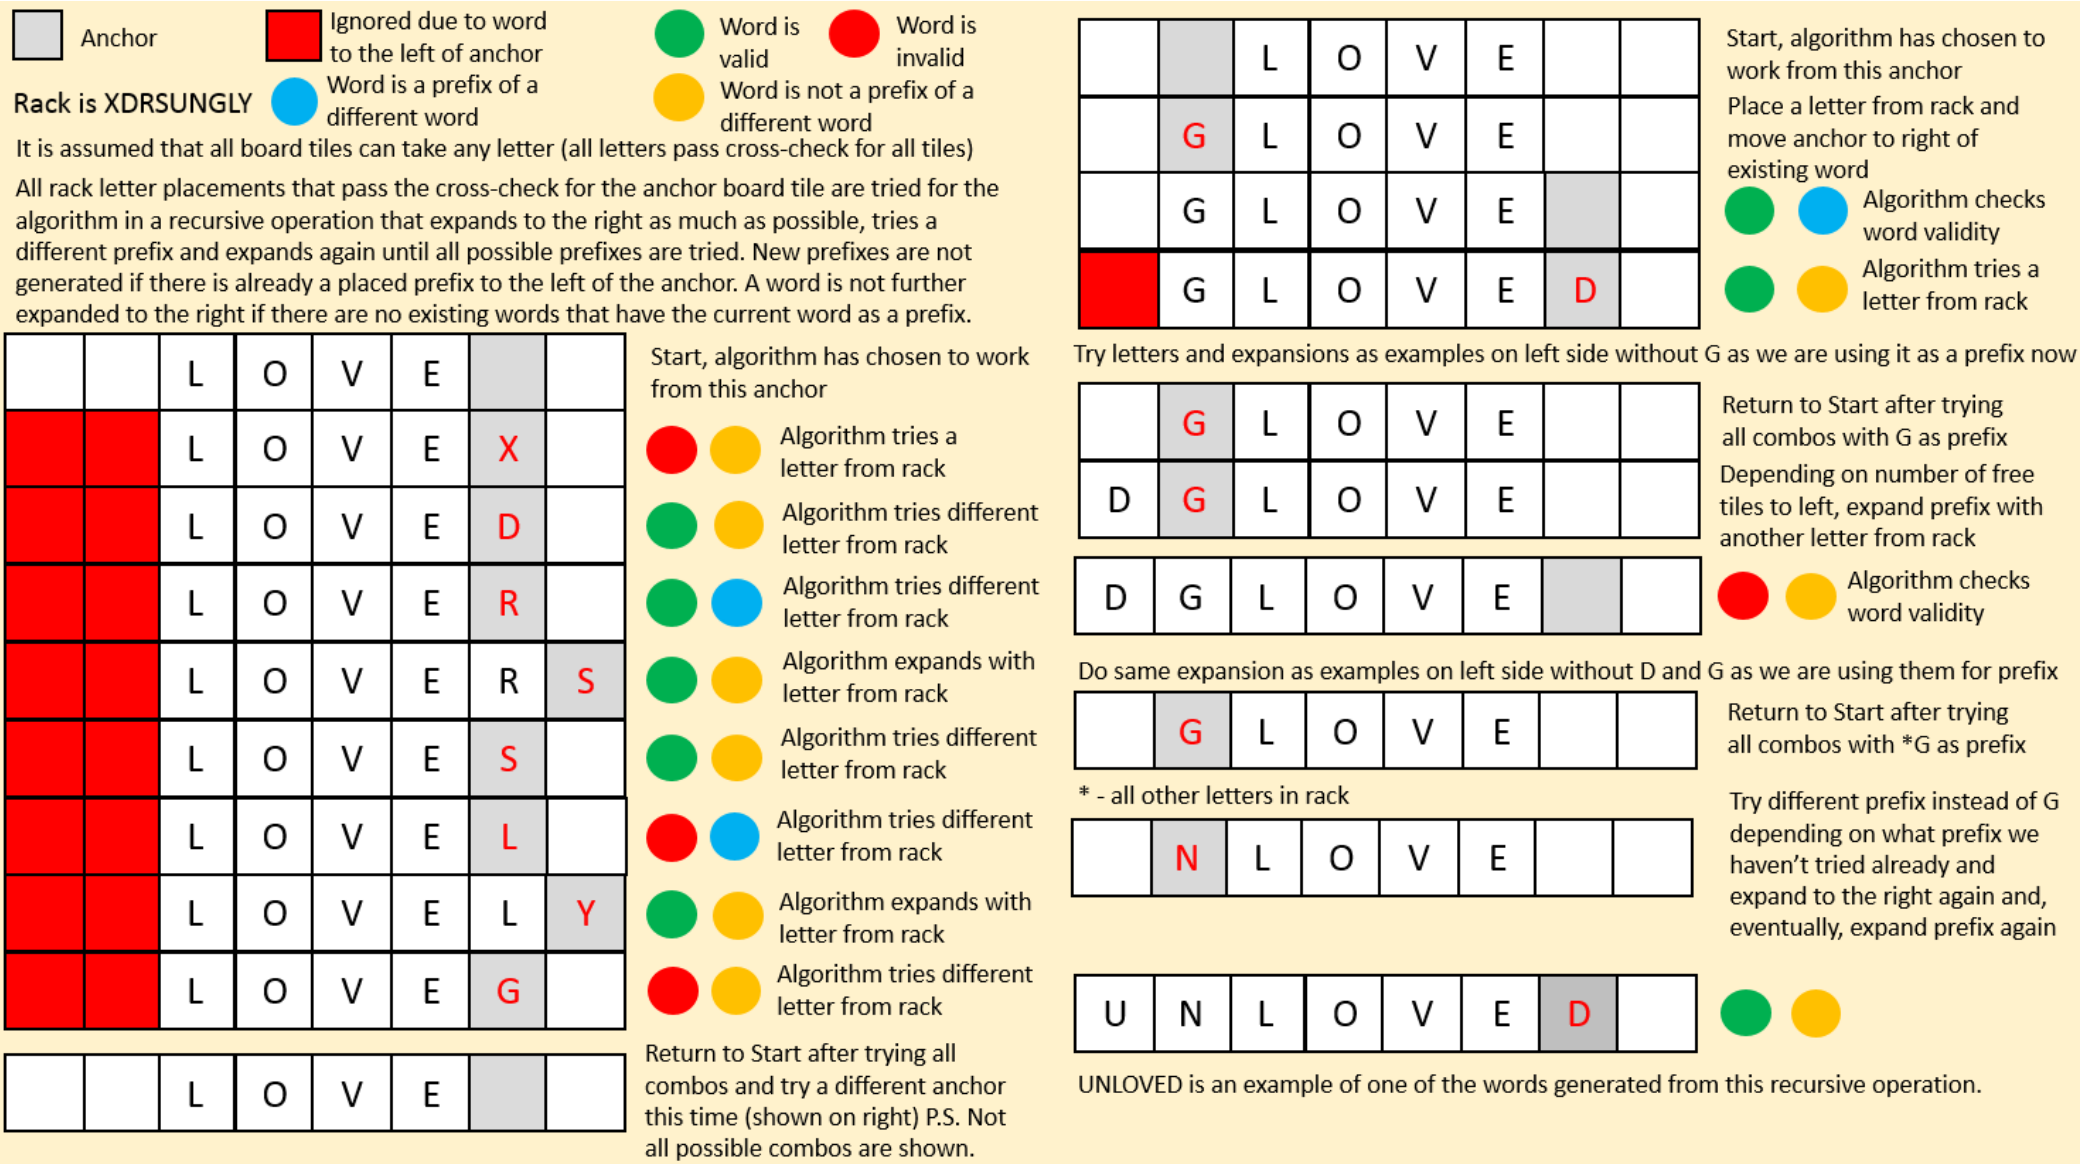 Anchor
Ignored due to word
to the left of anchor
Word is
valid
Word is
invalid
Rack is XDRSUNGLY
Word is a prefix of a
different word
Word is not a prefix of a
different word
It is assumed that all board tiles can take any letter (all letters pass cross-check for all tiles)
All rack letter placements that pass the cross-check for the anchor board tile are tried for the
algorithm in a recursive operation that expands to the right as much as possible, tries a
different prefix and expands again until all possible prefixes are tried. New prefixes are not
generated if there is already a placed prefix to the left of the anchor. A word is not further
expanded to the right if there are no existing words that have the current word as a prefix.
L O V E
Start, algorithm has chosen to work
from this anchor
L O V E X
Algorithm tries a
letter from rack
L O V E D
Algorithm tries different
letter from rack
L O V E R
Algorithm tries different
letter from rack
L O V E R S
Algorithm expands with
letter from rack
L O V E S
Algorithm tries different
letter from rack
L O V E L
Algorithm tries different
letter from rack
L O V E L Y
Algorithm expands with
letter from rack
L O V E G
Algorithm tries different
letter from rack
L O V E
Return to Start after trying all
combos and try a different anchor
this time (shown on right) P.S. Not
all possible combos are shown.
L O V E
Start, algorithm has chosen to
work from this anchor
G L O V E
Place a letter from rack and
move anchor to right of
existing word
G L O V E
Algorithm checks
word validity
G L O V E D
Algorithm tries a
letter from rack
Try letters and expansions as examples on left side without G as we are using it as a prefix now
G L O V E
Return to Start after trying
all combos with G as prefix
D G L O V E
Depending on number of free
tiles to left, expand prefix with
another letter from rack
D G L O V E
Algorithm checks
word validity
Do same expansion as examples on left side without D and G as we are using them for prefix
G L O V E
Return to Start after trying
all combos with *G as prefix
* - all other letters in rack
N L O V E
Try different prefix instead of G
depending on what prefix we
haven't tried already and
expand to the right again and,
eventually, expand prefix again
U N L O V E D
UNLOVED is an example of one of the words generated from this recursive operation.